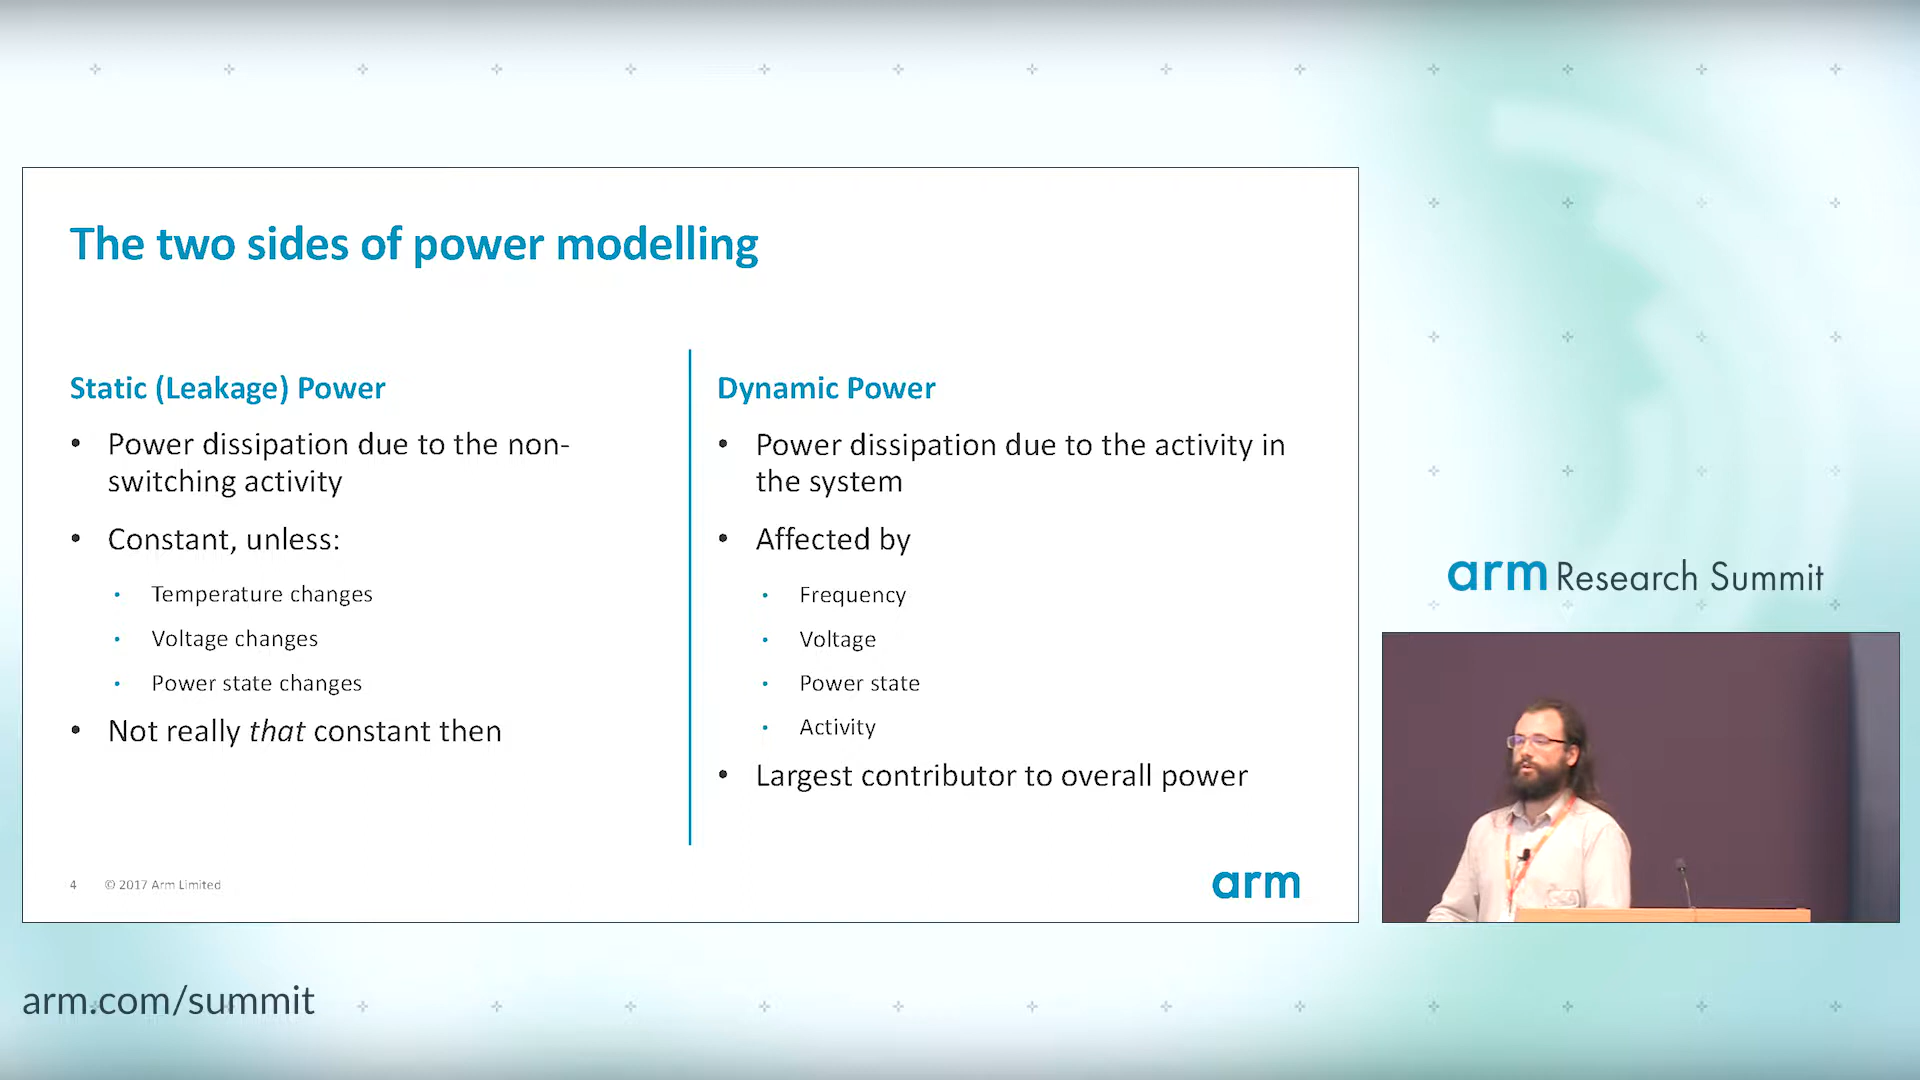 The two sides of power modelling
Static (Leakage) Power
• Power dissipation due to the non-
switching activity
• Constant, unless:
• Temperature changes
• Voltage changes
• Power state changes
• Not really that constant then
Dynamic Power
• Power dissipation due to the activity in
the system
• Affected by
• Frequency
• Voltage
• Power state
• Activity
• Largest contributor to overall power
4 © 2017 Arm Limited
arm
arm Research Summit
arm.com/summit